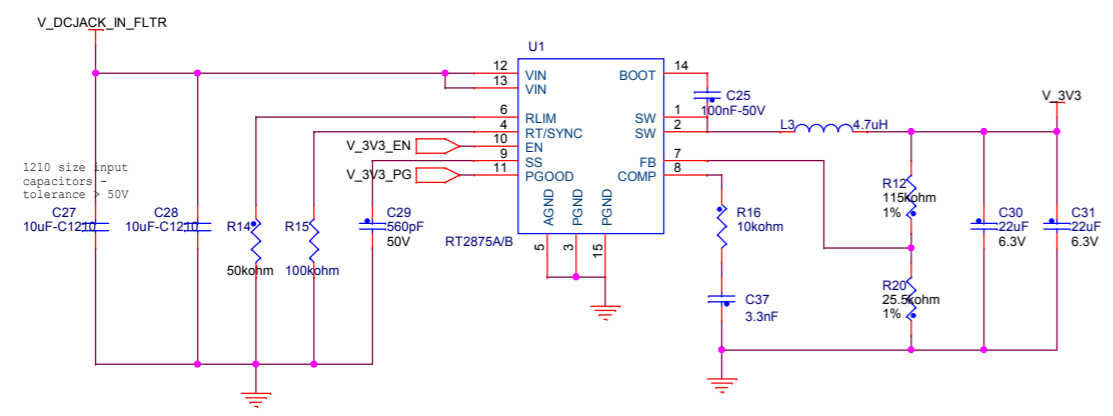 V_DCJACK_IN_FLTR
U1
12
VIN
13
VIN
BOOT
14
C25
100nF-50V
6
RLIM
4
RT/SYNC
V_3V3_EN
10
EN
9
SS
V_3V3_PG
11
PGOOD
SW
1
SW
2
L3
4.7uH
V_3V3
FB
7
COMP
8
AGND
PGND
PGND
5
3
15
RT2875A/B
1210 size input
capacitors -
tolerance > 50V
C27
10uF-C1210
C28
10uF-C1210
R14
50kohm
R15
100kohm
C29
560pF
50V
R16
10kohm
C37
3.3nF
R12
115kohm
1%
R20
25.5kohm
1%
C30
22uF
6.3V
C31
22uF
6.3V